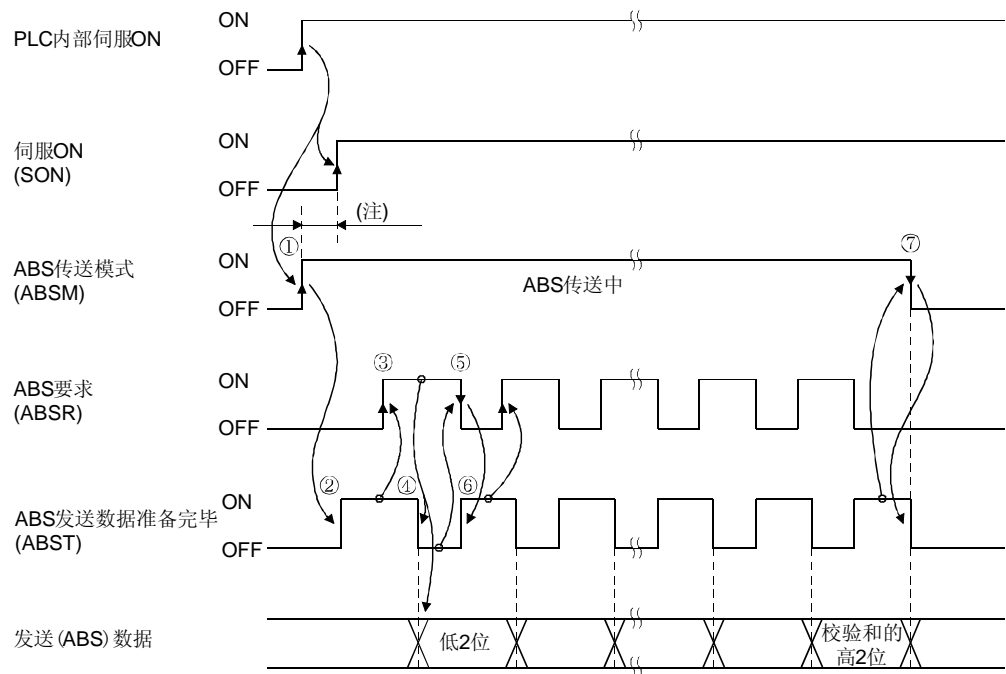 PLC内部伺服ON
ON
OFF
伺服ON
(SON)
ON
OFF
(注)
①
⑦
ABS传送模式
(ABSM)
ON
OFF
ABS传送中
③
⑤
ABS要求
(ABSR)
ON
OFF
②
④
⑥
ABS发送数据准备完毕
(ABST)
ON
OFF
发送(ABS)数据
低2位
校验和的
高2位